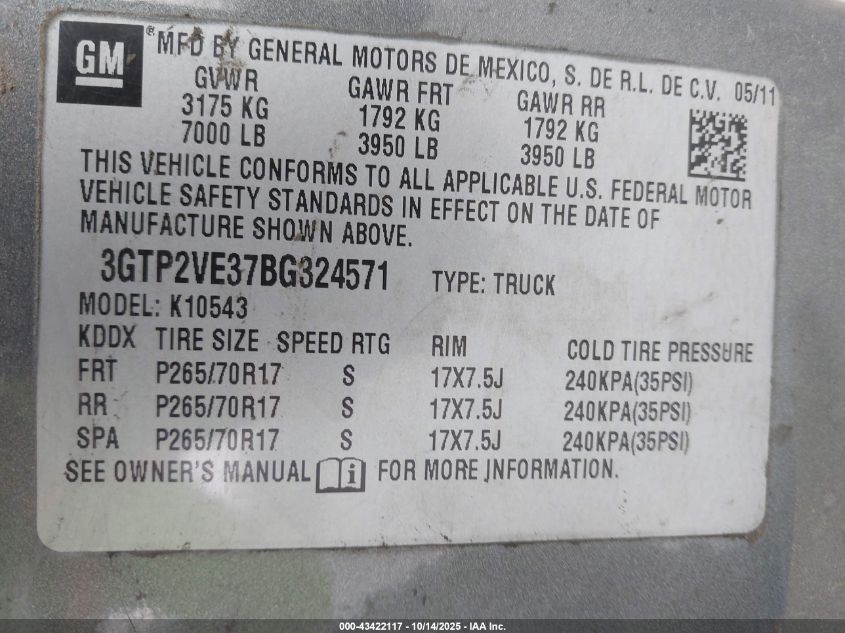 GM
® MFD BY GENERAL MOTORS DE MEXICO, S. DE R.L. DE C.V. 05/11
GVWR GAWR FRT GAWR RR
3175 KG 1792 KG 1792 KG
7000 LB 3950 LB 3950 LB
THIS VEHICLE CONFORMS TO ALL APPLICABLE U.S. FEDERAL MOTOR
VEHICLE SAFETY STANDARDS IN EFFECT ON THE DATE OF
MANUFACTURE SHOWN ABOVE.
3GTP2VE37BG324571 TYPE: TRUCK
MODEL: K10543
KDDX TIRE SIZE SPEED RTG RIM COLD TIRE PRESSURE
FRT P265/70R17 S 17X7.5J 240KPA(35PSI)
RR P265/70R17 S 17X7.5J 240KPA(35PSI)
SPA P265/70R17 S 17X7.5J 240KPA(35PSI)
SEE OWNER'S MANUAL i FOR MORE INFORMATION.
000-43422117 - 10/14/2025 - IAA Inc.